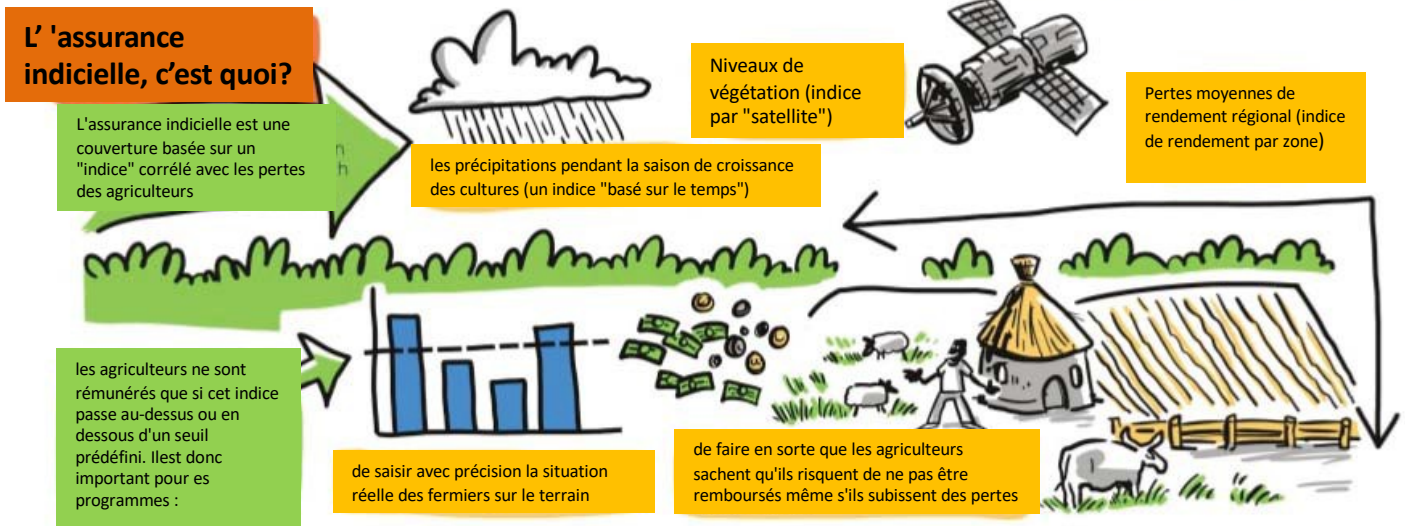 L' 'assurance
indicielle, c'est quoi?
L'assurance indicielle est une
couverture basée sur un
"indice" corrélé avec les pertes
des agriculteurs
n
h
les précipitations pendant la saison de croissance
des cultures (un indice "basé sur le temps")
Niveaux de
végétation (indice
par "satellite")
Pertes moyennes de
rendement régional (indice
de rendement par zone)
les agriculteurs ne sont
rémunérés que si cet indice
passe au-dessus ou en
dessous d'un seuil
prédéfini. Ilest donc
important pour es
programmes :
de saisir avec précision la situation
réelle des fermiers sur le terrain
de faire en sorte que les agriculteurs
sachent qu'ils risquent de ne pas être
remboursés même s'ils subissent des pertes